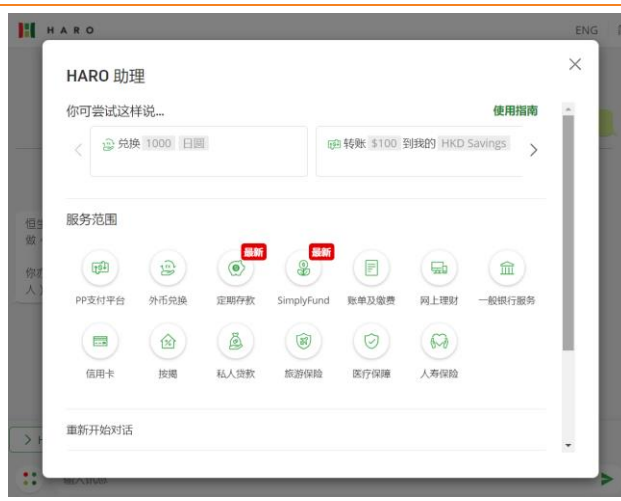 HARO
ENG
HARO 助理
你可尝试这样说...
使用指南
兑换 1000 日圆
转账 $100 到我的 HKD Savings
服务范围
最新
最新
PP支付平台 外币兑换 定期存款 SimplyFund 账单及缴费 网上理财 一般银行服务
信用卡 按揭 私人贷款 旅游保险 医疗保障 人寿保险
重新开始对话